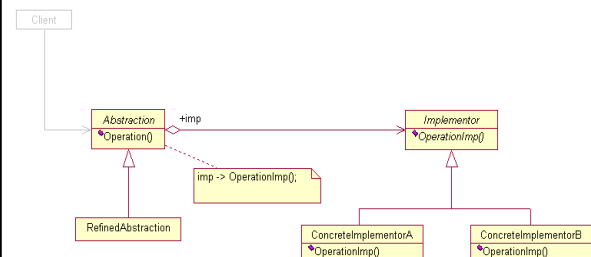 Client
Abstraction
Operation()
+imp
Implementor
OperationImp()
imp -> OperationImp();
RefinedAbstraction
ConcreteImplementorA
OperationImp()
ConcreteImplementorB
OperationImp()